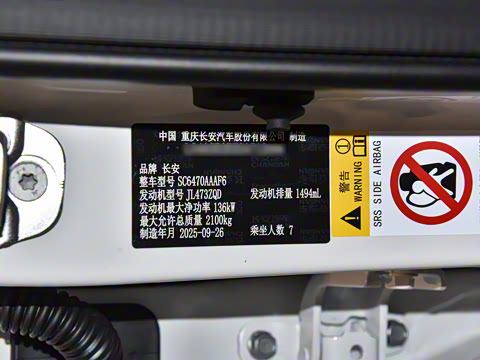 中国 重庆长安汽车股份有限公司 制造
品牌 长安
整车型号 SC6470AAAF6
发动机型号 JL473ZQD 发动机排量 1494mL
发动机最大净功率 136kW
最大允许总质量 2100kg
制造年月 2025-09-26 乘坐人数 7
警告
WARNING
SRS SIDE AIRBAG